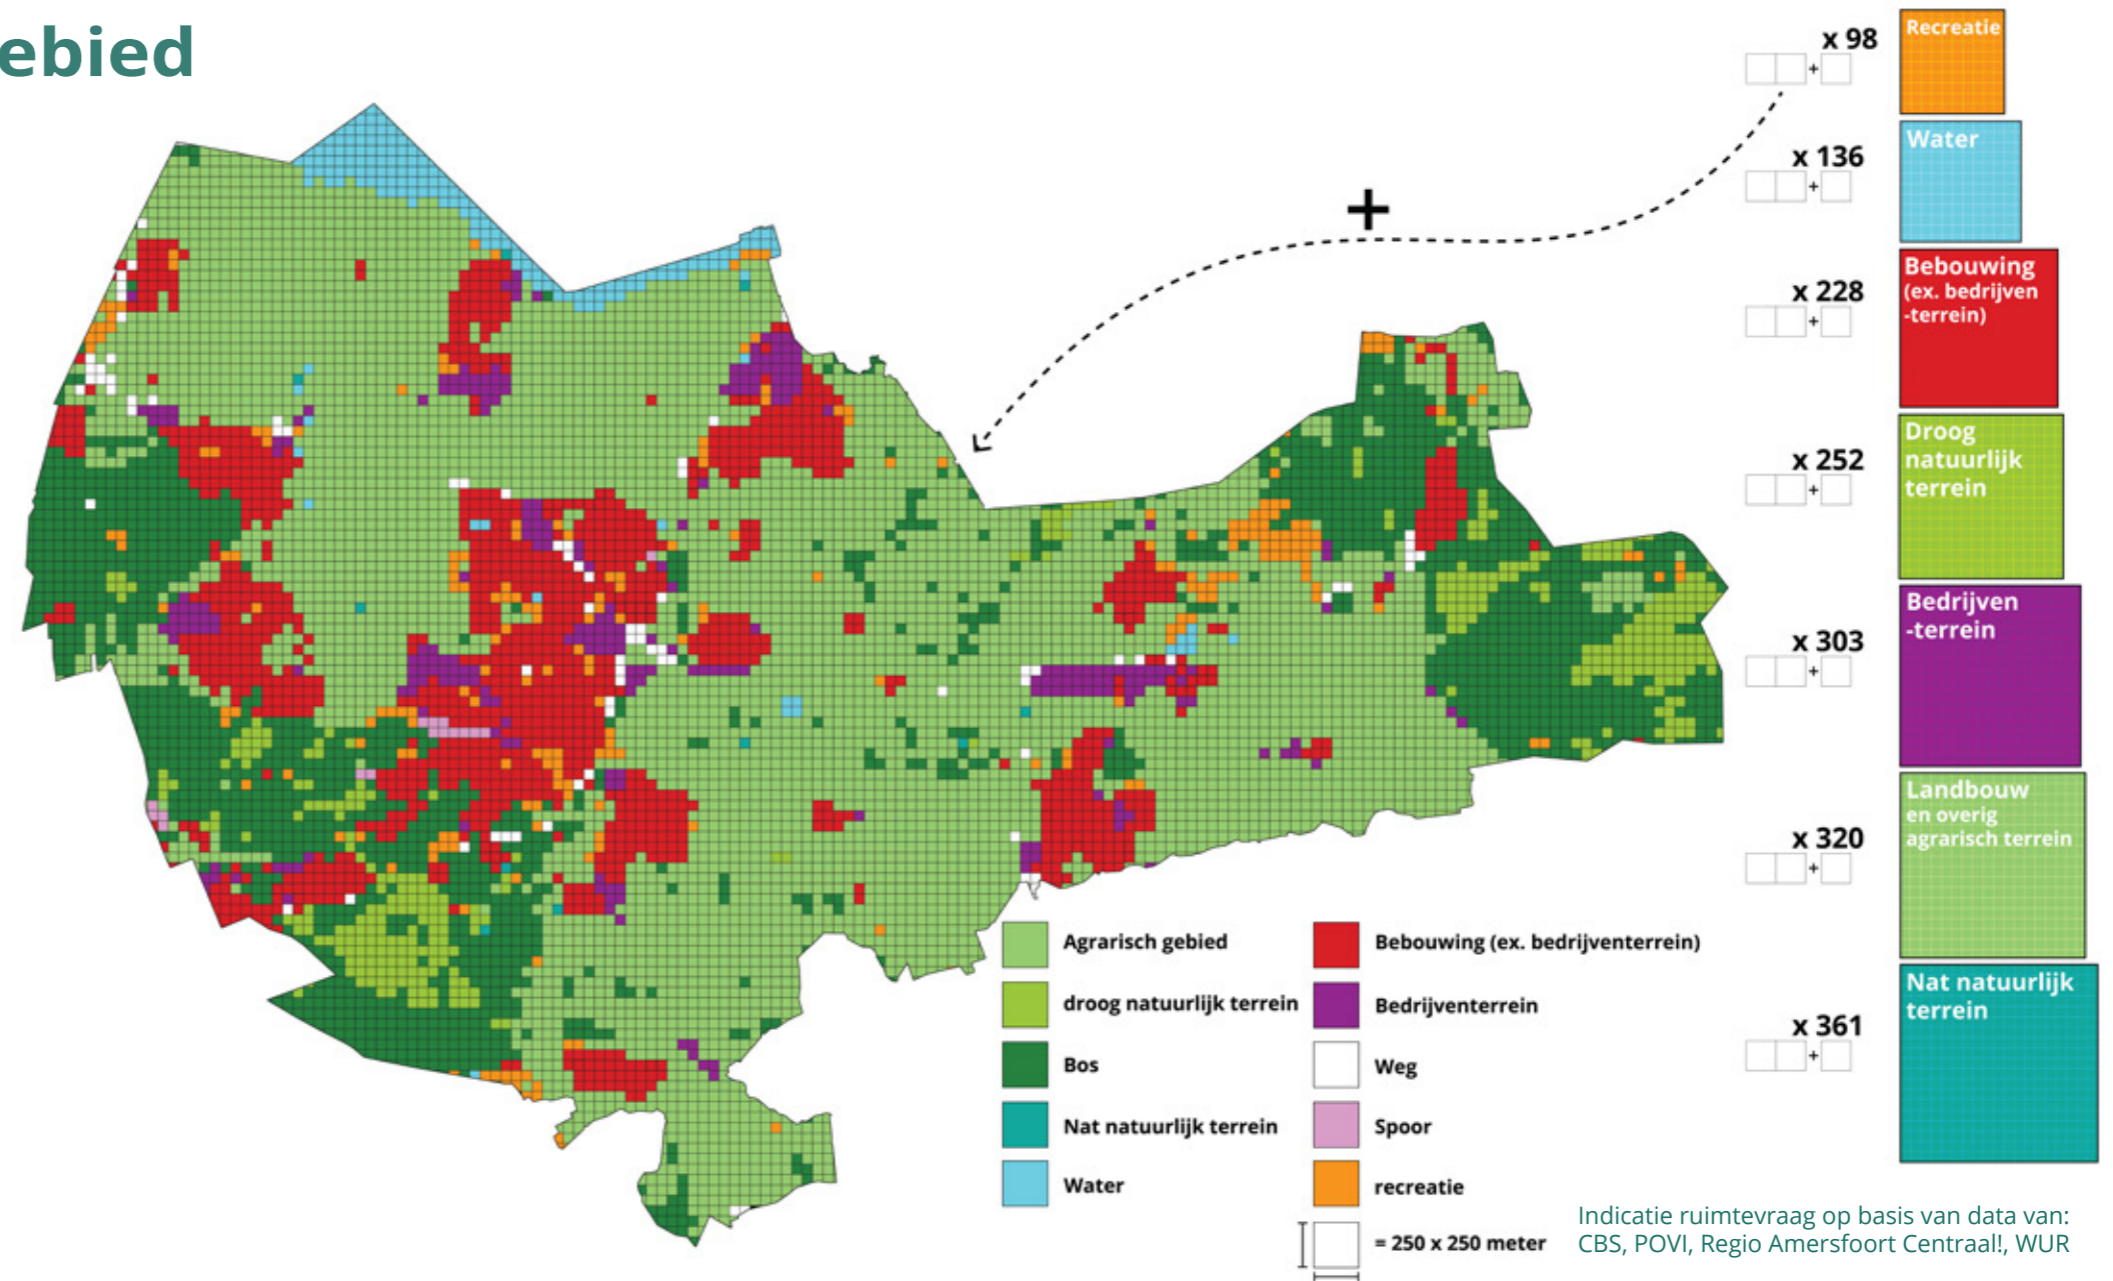 ebied
x 98
Recreatie
+
x 136
Water
+
+
x 228
Bebouwing
(ex. bedrijven
-terrein)
+
x 252
Droog
natuurlijk
terrein
+
x 303
Bedrijven
-terrein
+
x 320
Landbouw
en overig
agrarisch terrein
+
x 361
Nat natuurlijk
terrein
+
Agrarisch gebied
droog natuurlijk terrein
Bos
Nat natuurlijk terrein
Water
Bebouwing (ex. bedrijventerrein)
Bedrijventerrein
Weg
Spoor
recreatie
= 250 x 250 meter
Indicatie ruimtevraag op basis van data van:
CBS, POVI, Regio Amersfoort Centraal!, WUR